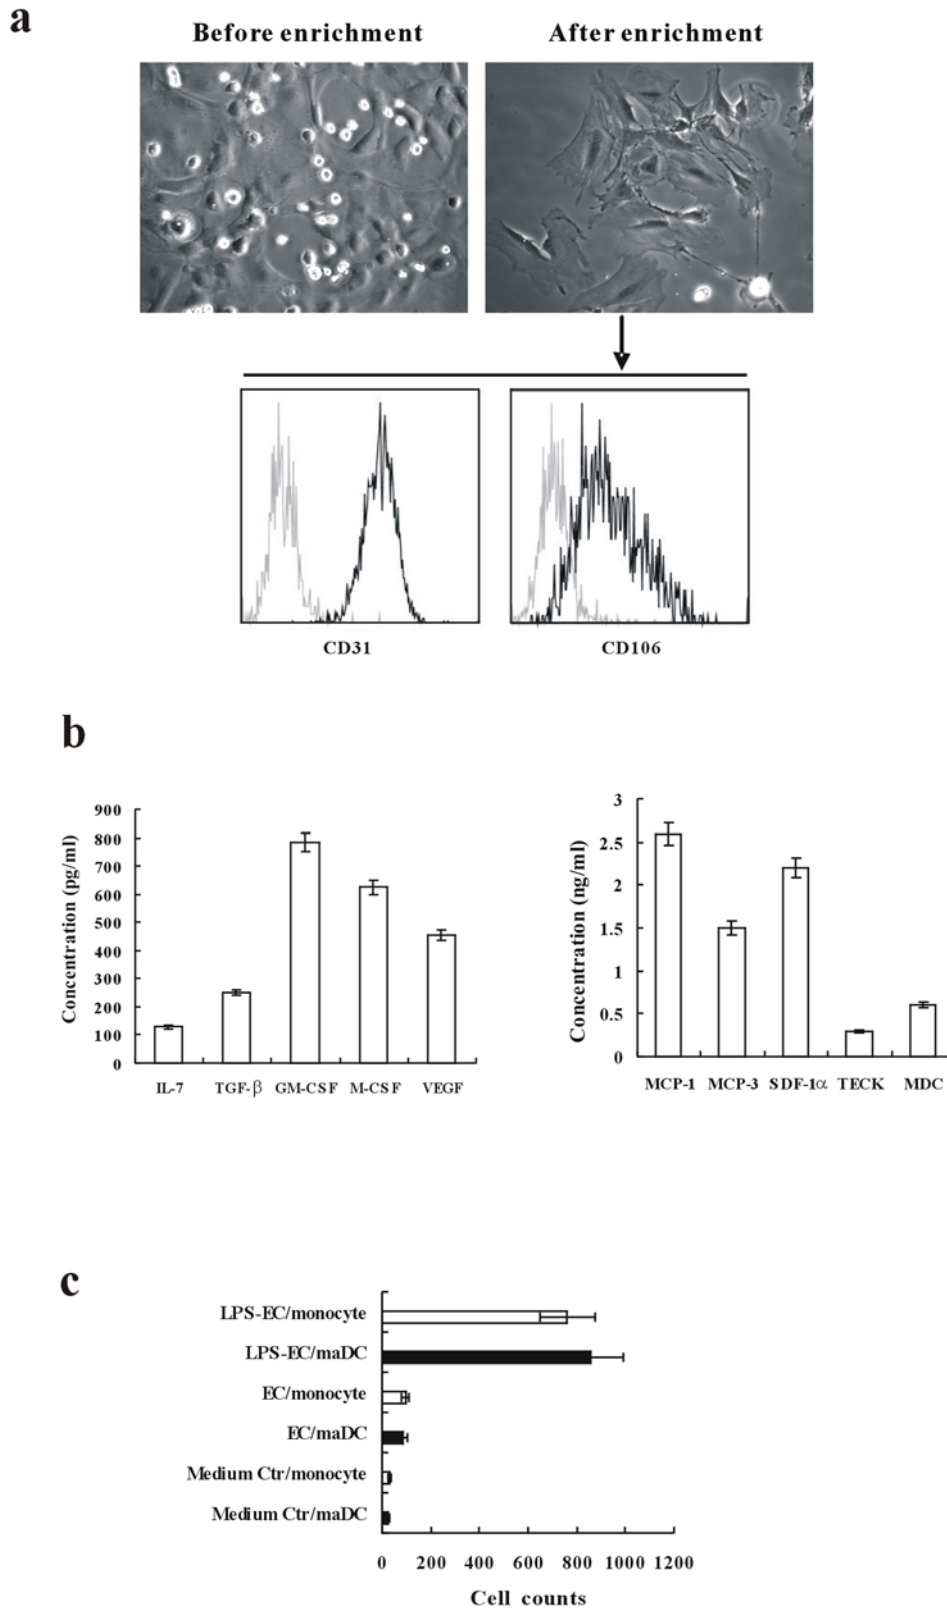 a
Before enrichment After enrichment
CD31 CD106
b
Concentration (pg/ml)
900
800
700
600
500
400
300
200
100
0
IL-7 TGF-β GM-CSF M-CSF VEGF
Concentration (ng/ml)
3
2.5
2
1.5
1
0.5
0
MCP-1 MCP-3 SDF-1α TECK MDC
c
LPS-EC/monocyte
LPS-EC/maDC
EC/monocyte
EC/maDC
Medium Ctr/monocyte
Medium Ctr/maDC
0 200 400 600 800 1000 1200
Cell counts